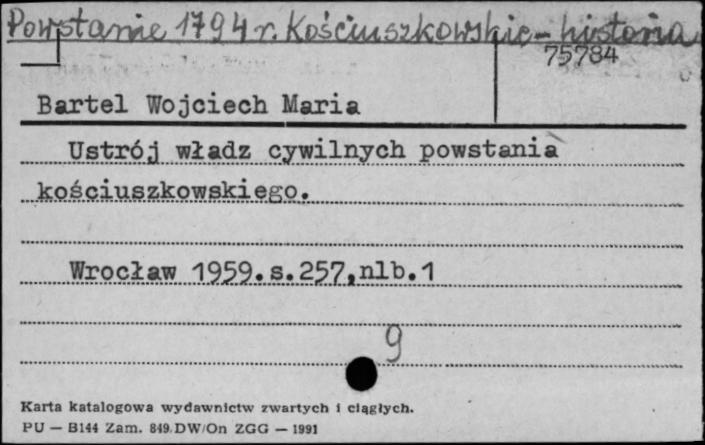 Powstanie 1794 r. Kościuszkowskie - historia
75784
Bartel Wojciech Maria
Ustrój władz cywilnych powstania
kościuszkowskiego.
Wrocław 1959.s.257,nlb.1
9
Karta katalogowa wydawnictw zwartych i ciągłych.
PU — B144 Zam. 849.DW/On ZGG — 1991